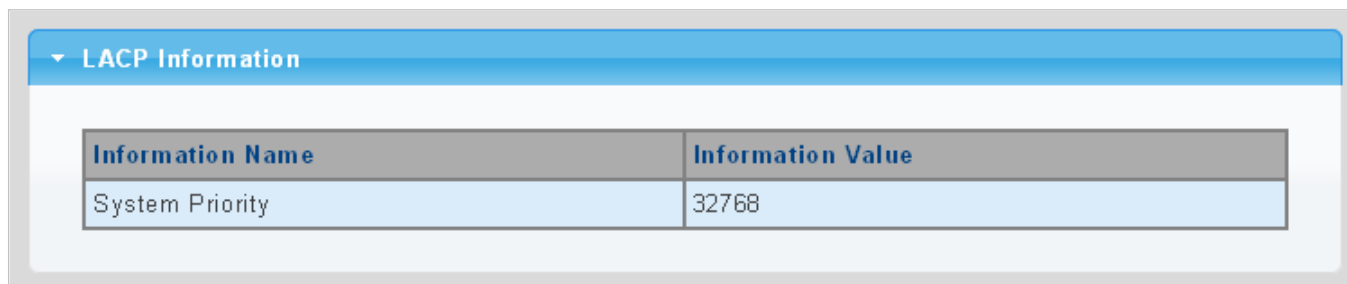 LACP Information
Information Name Information Value
System Priority 32768